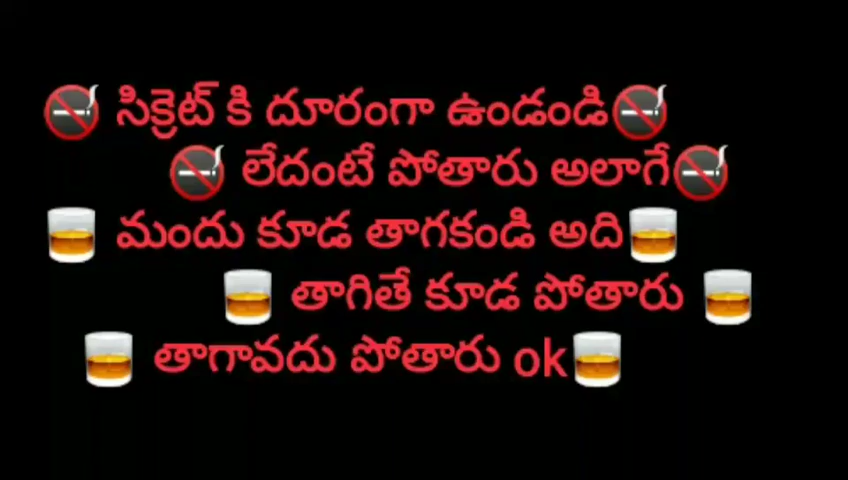 🚭 సిక్రెట్ కి దూరంగా ఉండండి🚭
🚭 లేదంటే పోతారు అలాగే🚭
🥃 మందు కూడ తాగకండి అది🥃
🥃 తాగితే కూడ పోతారు 🥃
🥃 తాగావదు పోతారు ok🥃